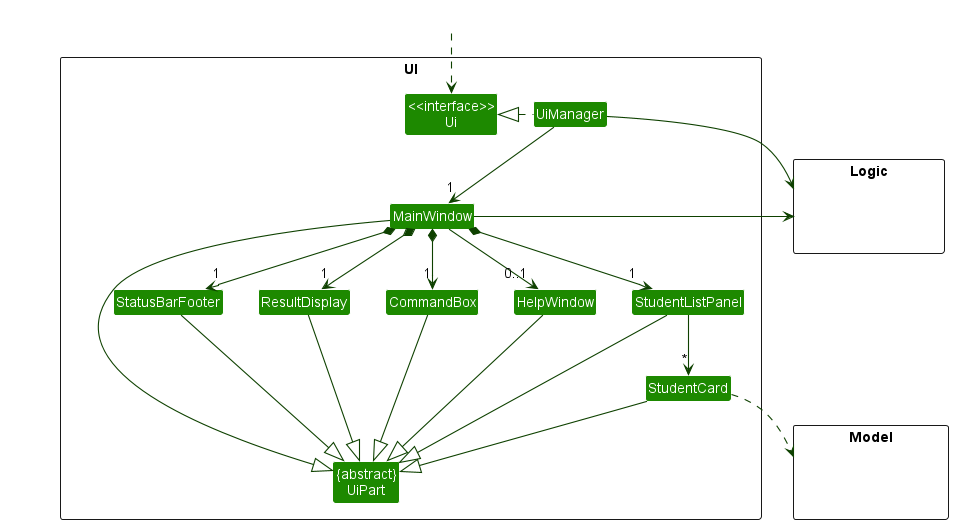 UI
<<interface>>
Ui
UiManager
Logic
1
MainWindow
1
1
1
0..1
1
StatusBarFooter
ResultDisplay
CommandBox
HelpWindow
StudentListPanel
*
StudentCard
Model
{abstract}
UiPart